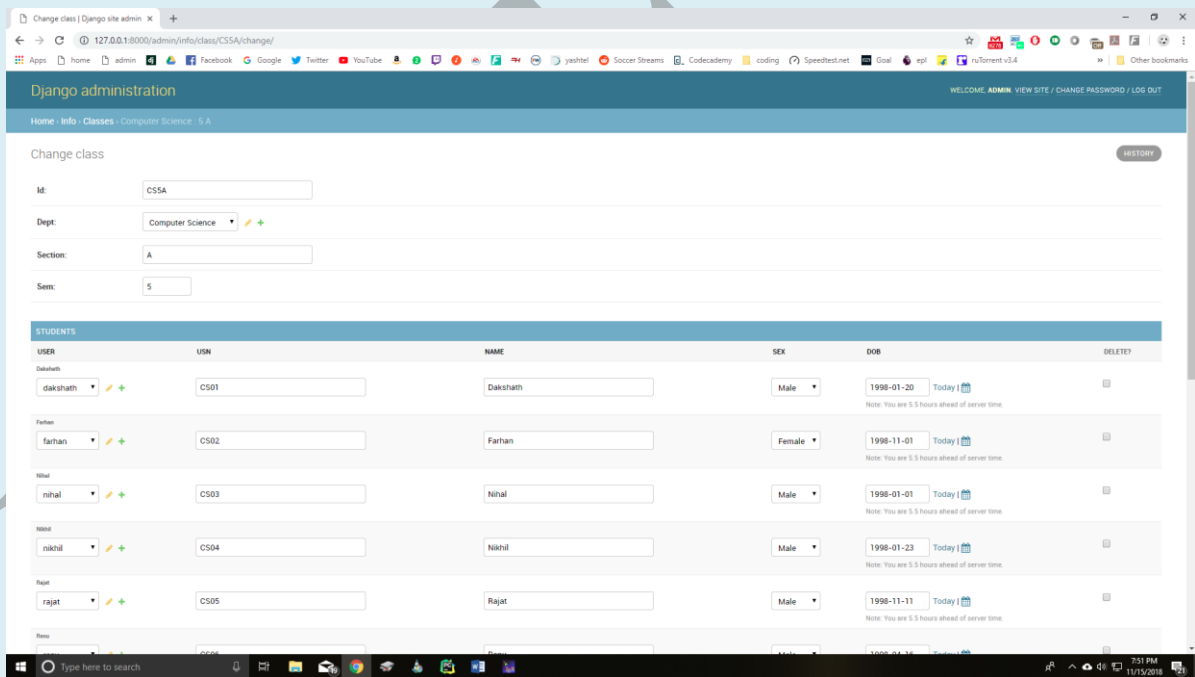 Change class | Django site admin
127.0.0.1:8000/admin/info/class/CS5A/change/
9278
Off
Apps home admin dj Facebook G Google Twitter YouTube yashtel Soccer Streams Codecademy coding Speedtest.net Goal epl ruTorrent v3.4 » Other bookmarks
Django administration
WELCOME, ADMIN. VIEW SITE / CHANGE PASSWORD / LOG OUT
Home › Info › Classes › Computer Science : 5 A
Change class
HISTORY
Id: CS5A
Dept: Computer Science
Section: A
Sem: 5
STUDENTS
USER USN NAME SEX DOB DELETE?
Dakshath
dakshath CS01 Dakshath Male 1998-01-20 Today |
Note: You are 5.5 hours ahead of server time.
Farhan
farhan CS02 Farhan Female 1998-11-01 Today |
Note: You are 5.5 hours ahead of server time.
Nihal
nihal CS03 Nihal Male 1998-01-01 Today |
Note: You are 5.5 hours ahead of server time.
Nikhil
nikhil CS04 Nikhil Male 1998-01-23 Today |
Note: You are 5.5 hours ahead of server time.
Rajat
rajat CS05 Rajat Male 1998-11-11 Today |
Note: You are 5.5 hours ahead of server time.
Renu
Type here to search
7:51 PM
11/15/2018